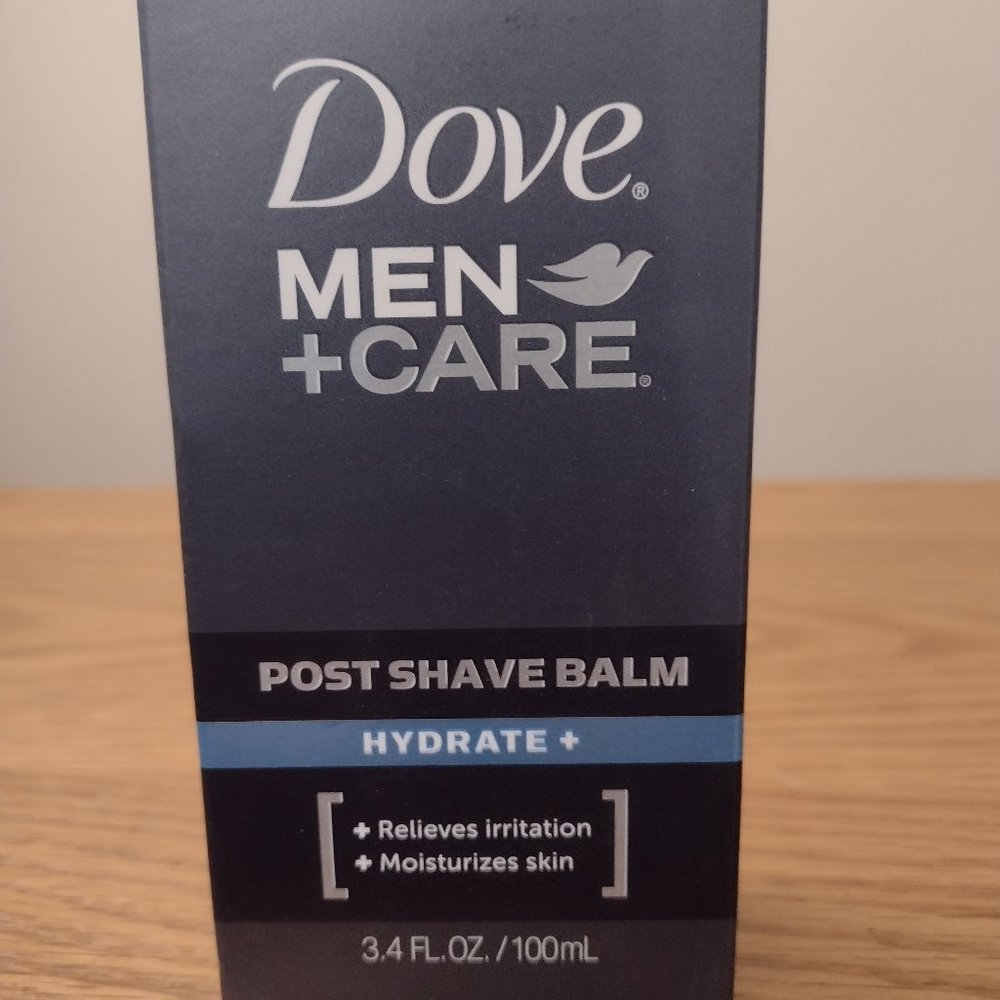 Dove®
MEN
+CARE®
POST SHAVE BALM
HYDRATE +
+ Relieves irritation
+ Moisturizes skin
3.4 FL.OZ. / 100mL